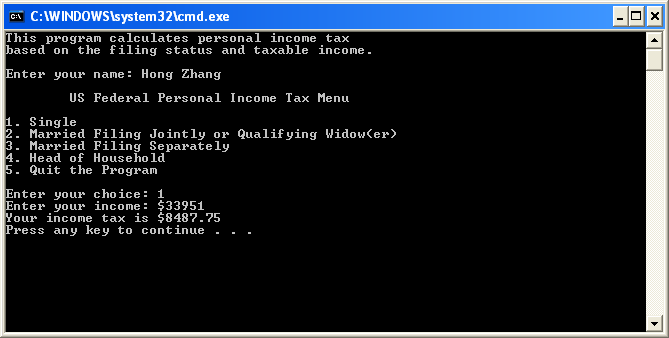 C:\WINDOWS\system32\cmd.exe
This program calculates personal income tax
based on the filing status and taxable income.
Enter your name: Hong Zhang
US Federal Personal Income Tax Menu
1. Single
2. Married Filing Jointly or Qualifying Widow(er)
3. Married Filing Separately
4. Head of Household
5. Quit the Program
Enter your choice: 1
Enter your income: $33951
Your income tax is $8487.75
Press any key to continue . . .